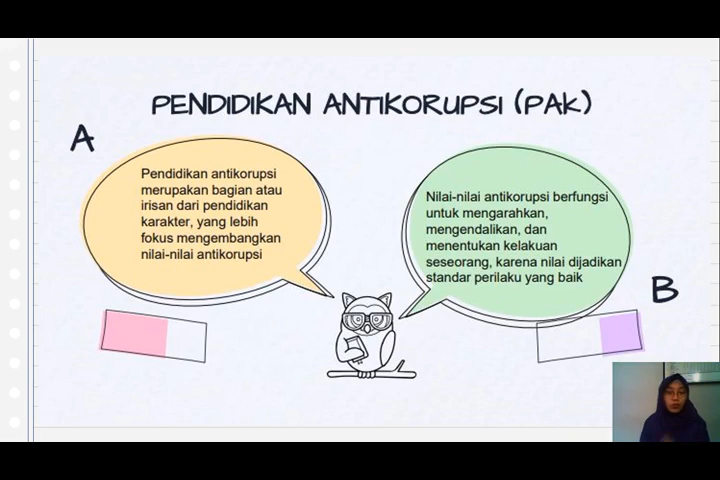 PENDIDIKAN ANTIKORUPSI (PAK)
A
Pendidikan antikorupsi
merupakan bagian atau
irisan dari pendidikan
karakter, yang lebih
fokus mengembangkan
nilai-nilai antikorupsi
Nilai-nilai antikorupsi berfungsi
untuk mengarahkan,
mengendalikan, dan
menentukan kelakuan
seseorang, karena nilai dijadikan
standar perilaku yang baik
B